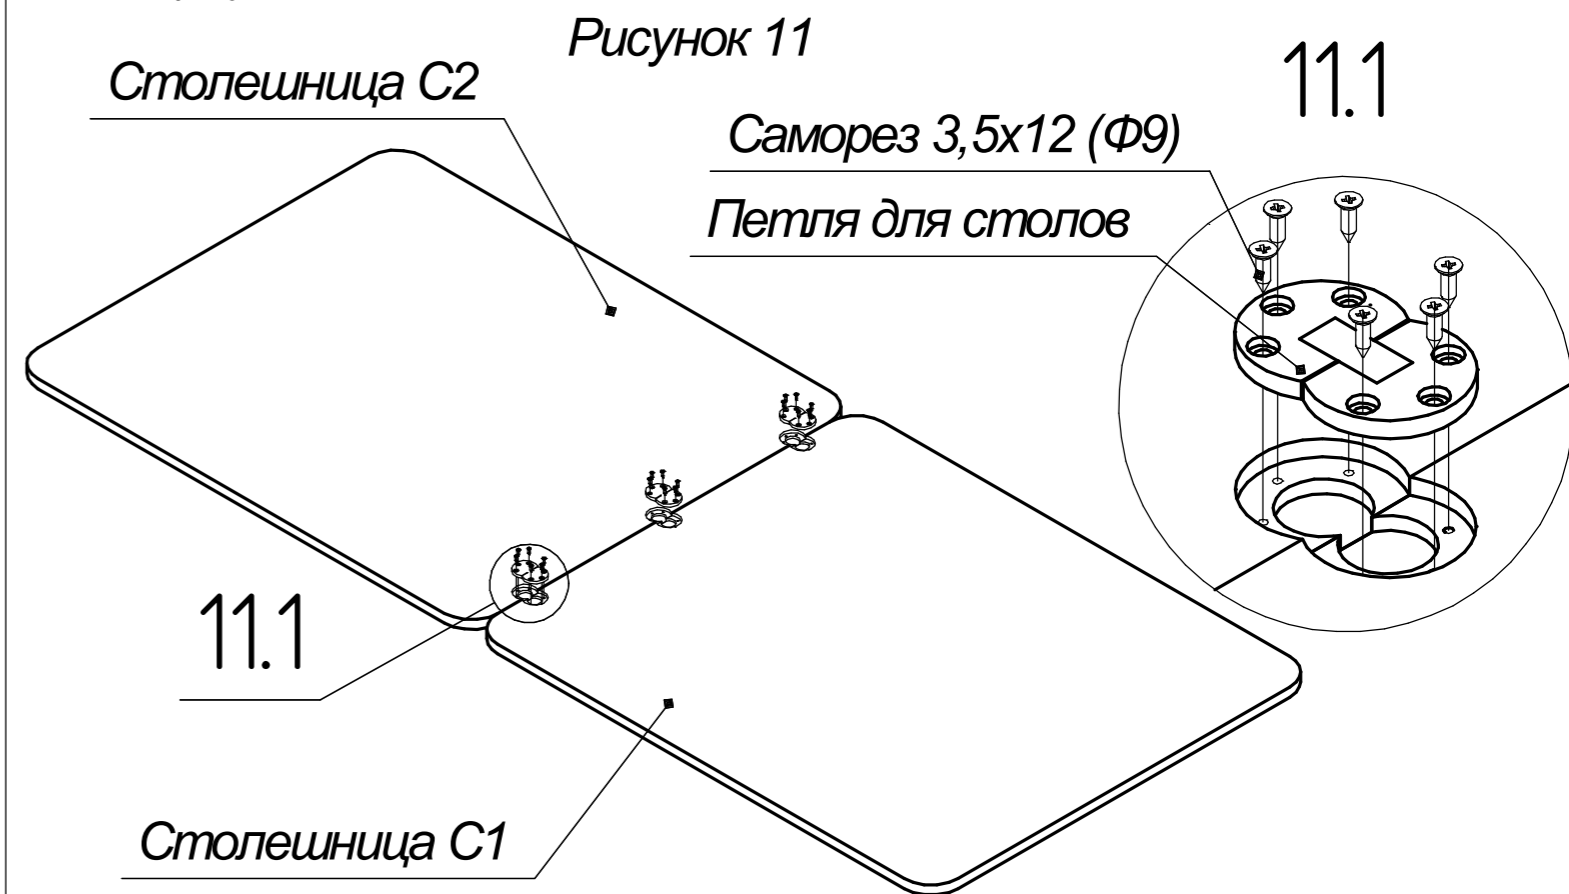 Рисунок 11
11.1
Столешница С2
Саморез 3,5х12 (Ф9)
Петля для столов
11.1
Столешница С1